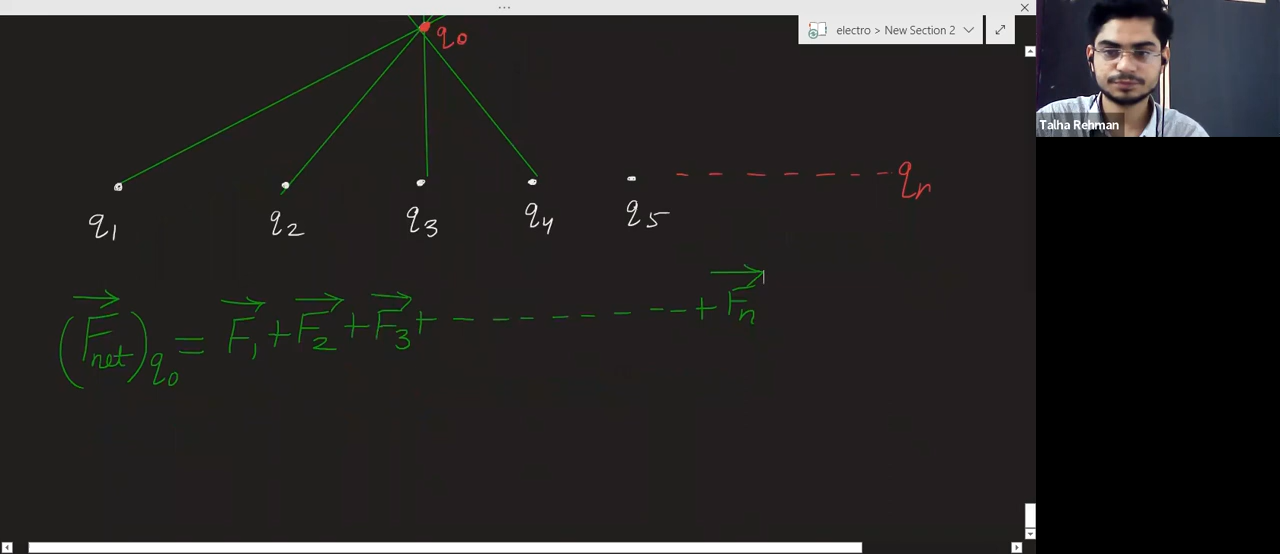 electro > New Section 2
Talha Rehman
q₀
q₁ q₂ q₃ q₄ q₅ - - - - - - qₙ
(F⃗net)q₀ = F⃗₁ + F⃗₂ + F⃗₃ + - - - - - - - - - + F⃗ₙ